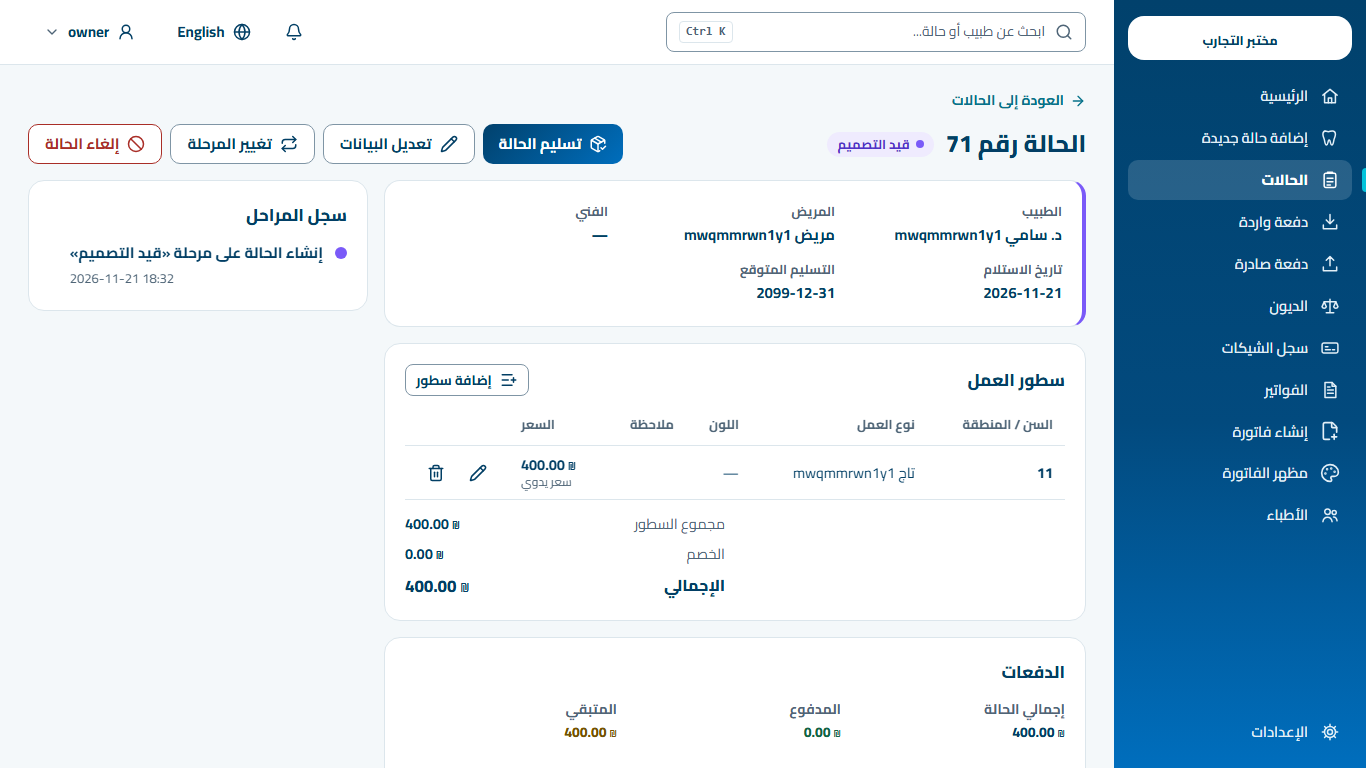 مختبر التجارب
الرئيسية
إضافة حالة جديدة
الحالات
دفعة واردة
دفعة صادرة
الديون
سجل الشيكات
الفواتير
إنشاء فاتورة
مظهر الفاتورة
الأطباء
الإعدادات
ابحث عن طبيب أو حالة... Ctrl K
English
owner
العودة إلى الحالات
الحالة رقم 71 قيد التصميم
تسليم الحالة تعديل البيانات تغيير المرحلة إلغاء الحالة
الطبيب المريض الفني
د. سامي mwqmmrwn1y1 مريض mwqmmrwn1y1 —
تاريخ الاستلام التسليم المتوقع
2026-11-21 2099-12-31
سجل المراحل
إنشاء الحالة على مرحلة «قيد التصميم»
2026-11-21 18:32
سطور العمل إضافة سطور
السن / المنطقة نوع العمل اللون ملاحظة السعر
11 تاج mwqmmrwn1y1 — ₪ 400.00
سعر يدوي
مجموع السطور ₪ 400.00
الخصم ₪ 0.00
الإجمالي ₪ 400.00
الدفعات
إجمالي الحالة المدفوع المتبقي
₪ 400.00 ₪ 0.00 ₪ 400.00